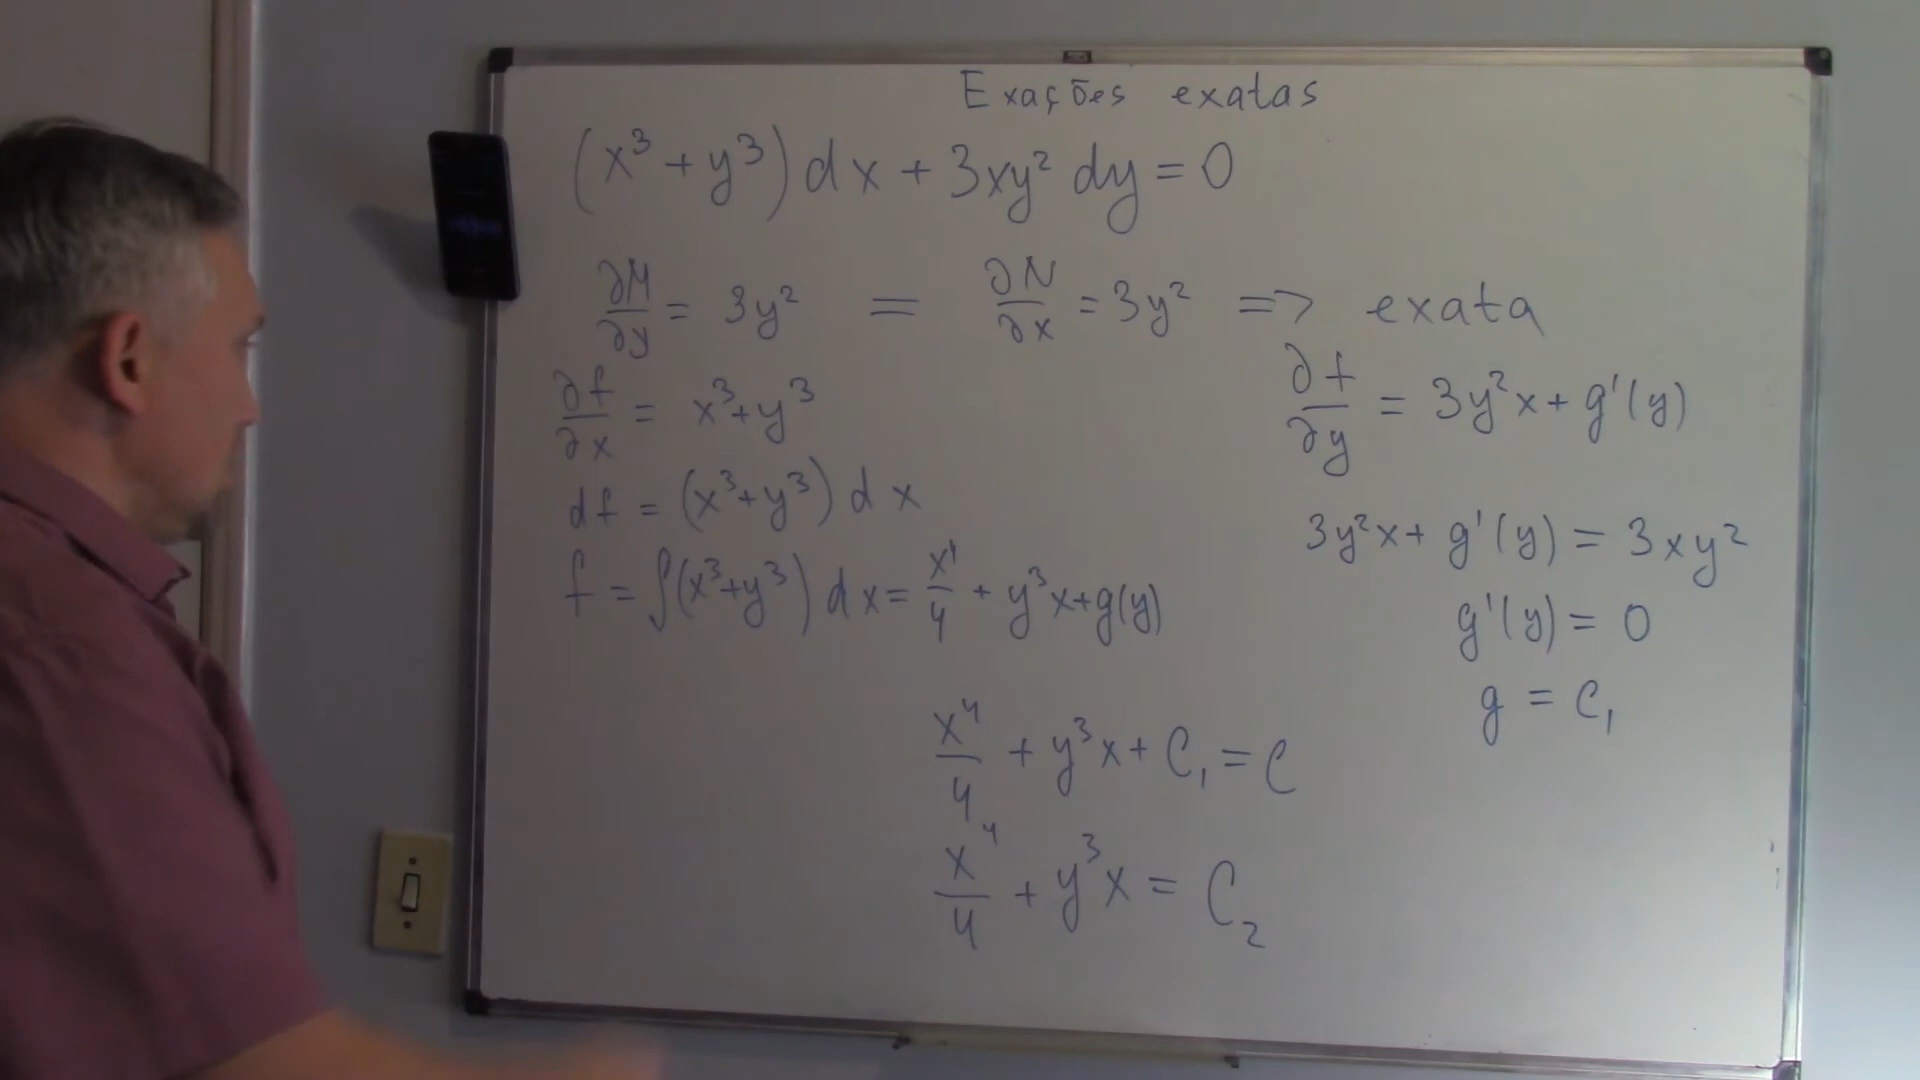 Exações exatas
(x³ + y³) dx + 3xy² dy = 0
∂M/∂y = 3y² = ∂N/∂x = 3y² => exata
∂f/∂x = x³+y³
df = (x³+y³) dx
f = ∫(x³+y³) dx = x⁴/4 + y³x+g(y)
∂f/∂y = 3y²x + g'(y)
3y²x + g'(y) = 3xy²
g'(y) = 0
g = C₁
x⁴/4 + y³x + C₁ = C
x⁴/4 + y³x = C₂